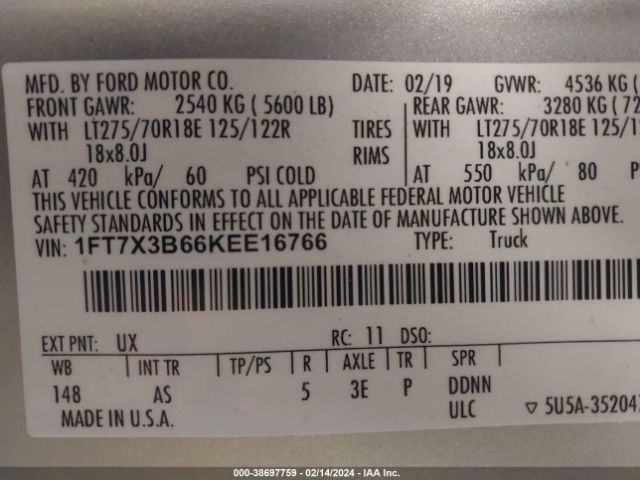 MFD. BY FORD MOTOR CO. DATE: 02/19 GVWR: 4536 KG (
FRONT GAWR: 2540 KG ( 5600 LB) REAR GAWR: 3280 KG ( 72
WITH LT275/70R18E 125/122R TIRES WITH LT275/70R18E 125/12
18x8.0J RIMS 18x8.0J
AT 420 kPa/ 60 PSI COLD AT 550 kPa/ 80 P
THIS VEHICLE CONFORMS TO ALL APPLICABLE FEDERAL MOTOR VEHICLE
SAFETY STANDARDS IN EFFECT ON THE DATE OF MANUFACTURE SHOWN ABOVE.
VIN: 1FT7X3B66KEE16766 TYPE: Truck
EXT PNT: UX RC: 11 DSO:
WB INT TR TP/PS R AXLE TR SPR
148 AS 5 3E P DDNN
MADE IN U.S.A. ULC ▽ 5U5A-35204
000-38697759 - 02/14/2024 - IAA Inc.